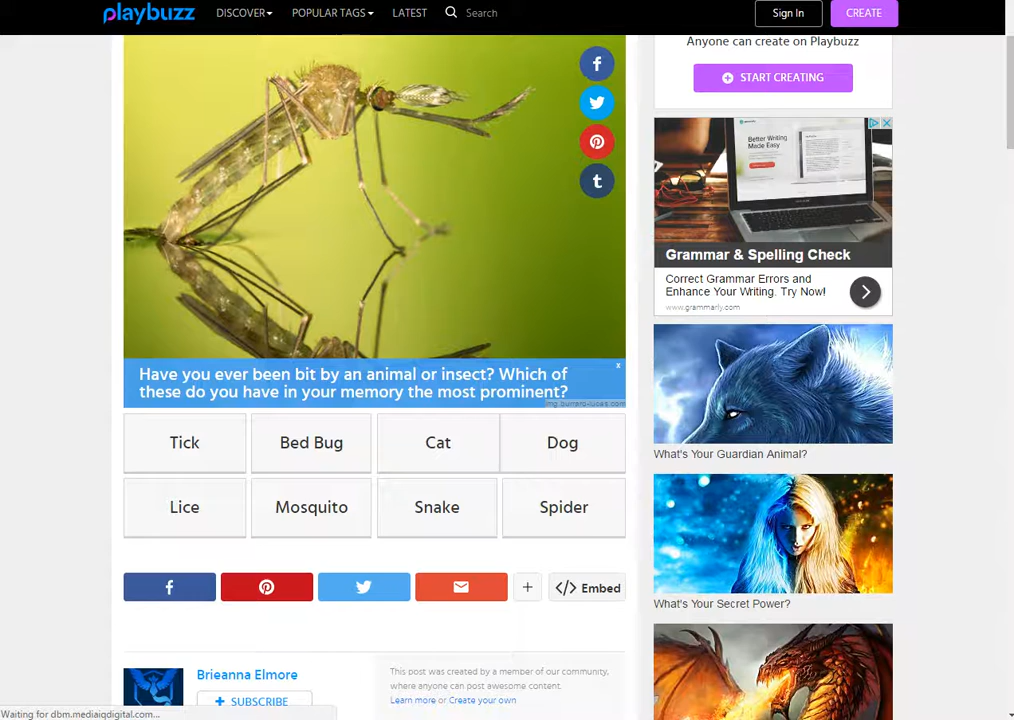 playbuzz
DISCOVER
POPULAR TAGS
LATEST
Search
Sign In
CREATE
Anyone can create on Playbuzz
START CREATING
Better Writing
Made Easy
Grammar & Spelling Check
Correct Grammar Errors and
Enhance Your Writing. Try Now!
www.grammarly.com
Have you ever been bit by an animal or insect? Which of
these do you have in your memory the most prominent?
x
Tick
Bed Bug
Cat
Dog
Lice
Mosquito
Snake
Spider
What's Your Guardian Animal?
What's Your Secret Power?
</> Embed
Brieanna Elmore
+ SUBSCRIBE
This post was created by a member of our community,
where anyone can post awesome content.
Learn more or Create your own
Waiting for dbm.mediaiqdigital.com...